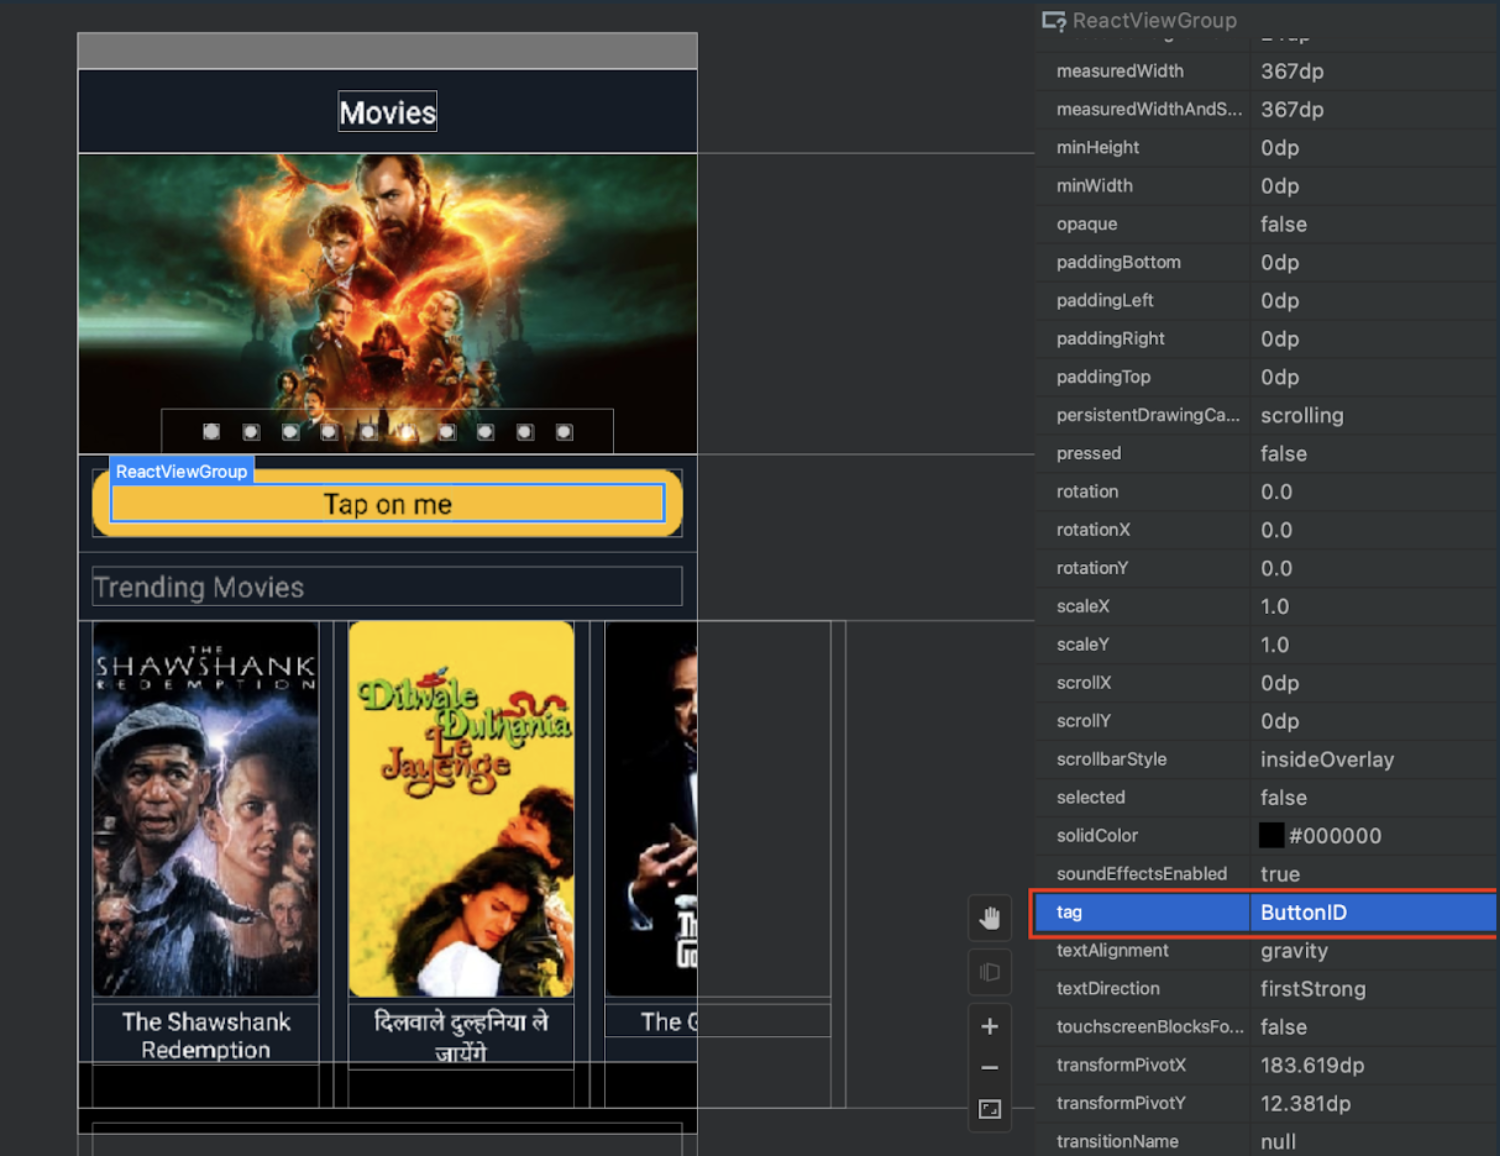 ReactViewGroup
measuredWidth 367dp
measuredWidthAndS... 367dp
minHeight 0dp
minWidth 0dp
opaque false
paddingBottom 0dp
paddingLeft 0dp
paddingRight 0dp
paddingTop 0dp
persistentDrawingCa... scrolling
pressed false
rotation 0.0
rotationX 0.0
rotationY 0.0
scaleX 1.0
scaleY 1.0
scrollX 0dp
scrollY 0dp
scrollbarStyle insideOverlay
selected false
solidColor #000000
soundEffectsEnabled true
tag ButtonID
textAlignment gravity
textDirection firstStrong
touchscreenBlocksFo... false
transformPivotX 183.619dp
transformPivotY 12.381dp
transitionName null
Movies
ReactViewGroup
Tap on me
Trending Movies
THE
SHAWSHANK
REDEMPTION
Dilwale
Dulhania
Le
Jayenge
The Shawshank
Redemption
दिलवाले दुल्हनिया ले
जायेंगे
The